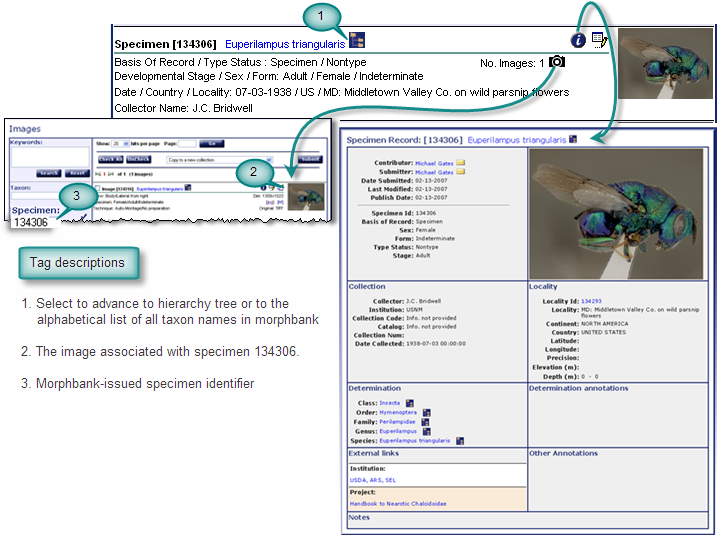 1
Specimen [134306] Euperilampus triangularis
Basis Of Record / Type Status : Specimen / Nontype
No. Images: 1
Developmental Stage / Sex / Form: Adult / Female / Indeterminate
Date / Country / Locality: 07-03-1938 / US / MD: Middletown Valley Co. on wild parsnip flowers
Collector Name: J.C. Bridwell
Images
Keywords:
Search Reset
Taxon:
Specimen:
134306
Show: 20 hits per page Page: Go
Check All UnCheck Copy to a new collection Submit
1 of 1 (1 images)
Euperilampus triangularis
2
3
Tag descriptions
1. Select to advance to hierarchy tree or to the
alphabetical list of all taxon names in morphbank
2. The image associated with specimen 134306.
3. Morphbank-issued specimen identifier
Specimen Record: [134306] Euperilampus triangularis
Contributor: Michael Gates
Submitter: Michael Gates
Date Submitted: 02-13-2007
Last Modified: 02-13-2007
Publish Date: 02-13-2007
Specimen Id: 134306
Basis of Record: Specimen
Sex: Female
Form: Indeterminate
Type Status: Nontype
Stage: Adult
Collection
Collector: J.C. Bridwell
Institution: USNM
Collection Code: Info. not provided
Catalog: Info. not provided
Collection Num:
Date Collected: 1938-07-03 00:00:00
Locality
Locality Id: 134293
Locality: MD: Middletown Valley Co. on wild parsnip
flowers
Continent: NORTH AMERICA
Country: UNITED STATES
Latitude:
Longitude:
Precision:
Elevation (m):
Depth (m): 0 - 0
Determination
Class: Insecta
Order: Hymenoptera
Family: Perilampidae
Genus: Euperilampus
Species: Euperilampus triangularis
Determination annotations
External links
Institution:
USDA, ARS, SEL
Project:
Handbook to Nearctic Chalcidoidae
Other Annotations
Notes